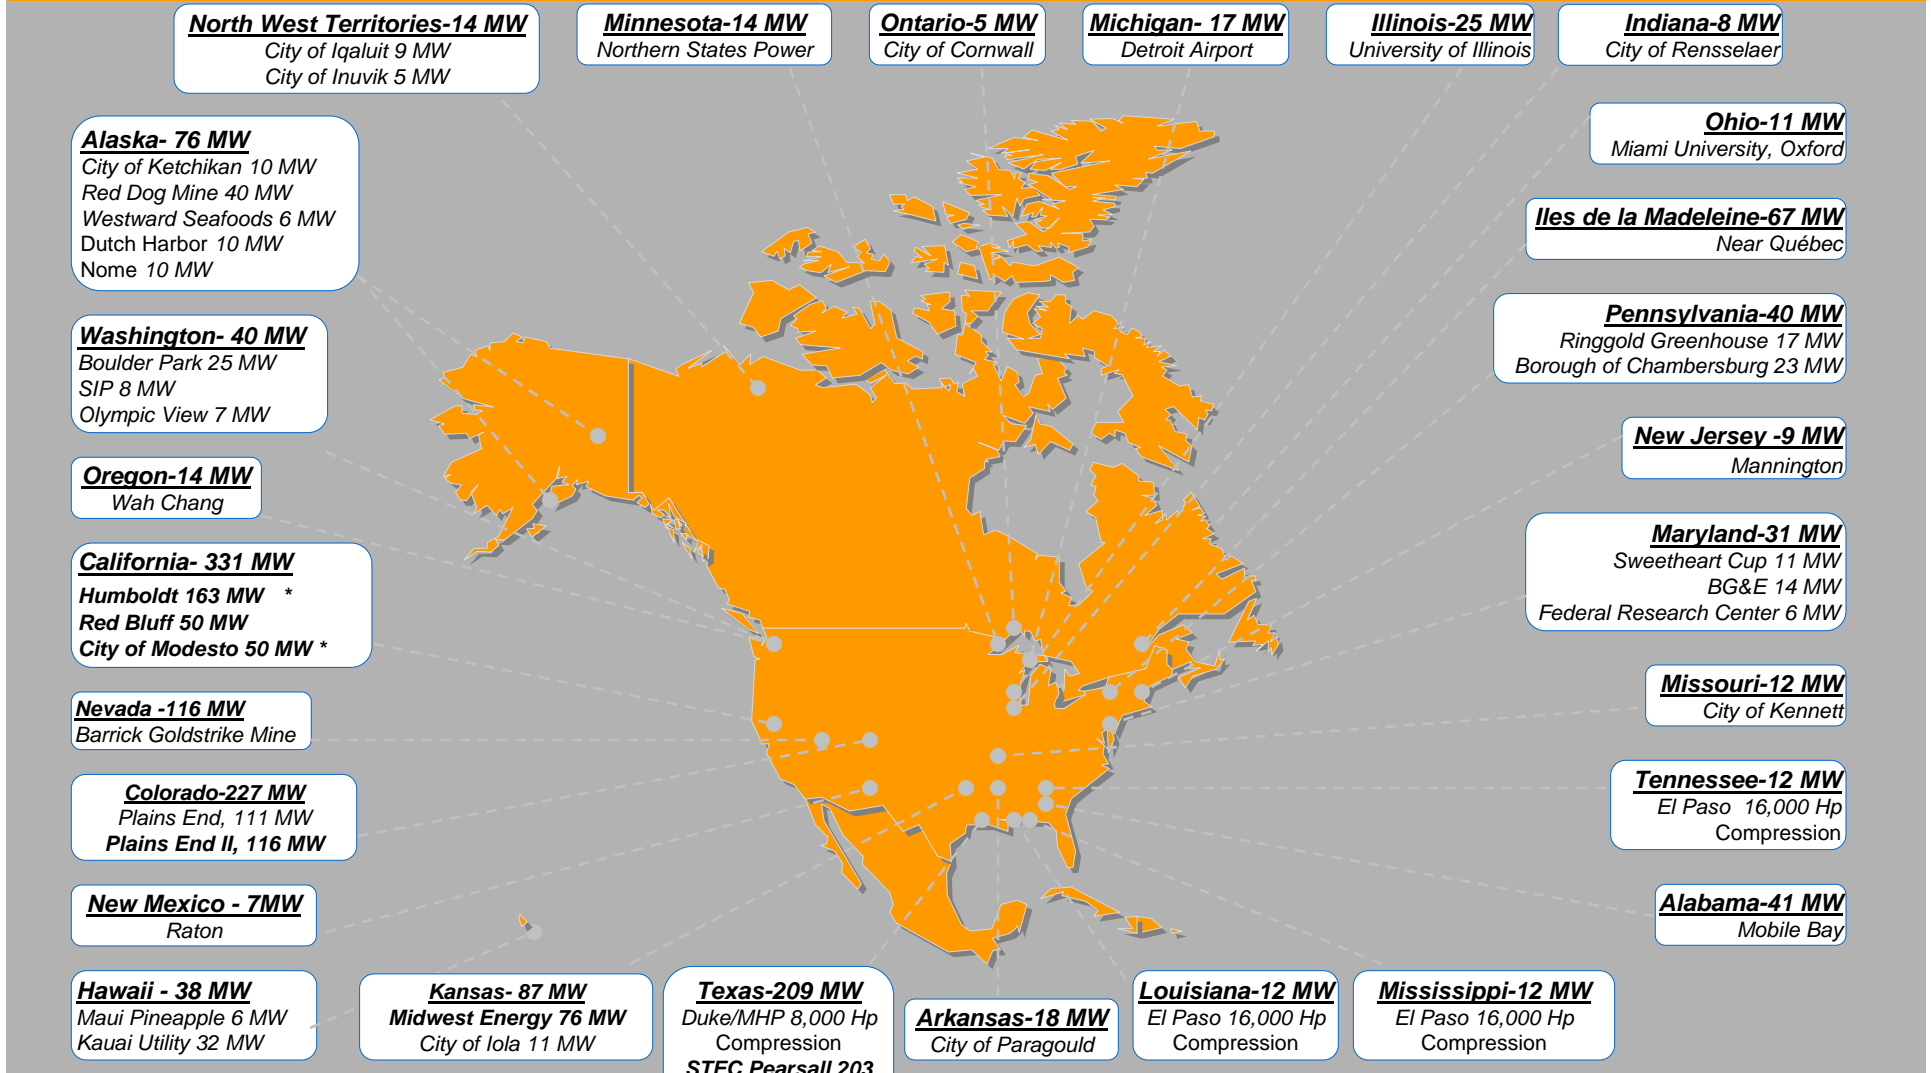 North West Territories-14 MW
City of Iqaluit 9 MW
City of Inuvik 5 MW
Minnesota-14 MW
Northern States Power
Ontario-5 MW
City of Cornwall
Michigan- 17 MW
Detroit Airport
Illinois-25 MW
University of Illinois
Indiana-8 MW
City of Rensselaer
Alaska- 76 MW
City of Ketchikan 10 MW
Red Dog Mine 40 MW
Westward Seafoods 6 MW
Dutch Harbor 10 MW
Nome 10 MW
Washington- 40 MW
Boulder Park 25 MW
SIP 8 MW
Olympic View 7 MW
Oregon-14 MW
Wah Chang
California- 331 MW
Humboldt 163 MW *
Red Bluff 50 MW
City of Modesto 50 MW *
Nevada -116 MW
Barrick Goldstrike Mine
Colorado-227 MW
Plains End, 111 MW
Plains End II, 116 MW
New Mexico - 7MW
Raton
Hawaii - 38 MW
Maui Pineapple 6 MW
Kauai Utility 32 MW
Kansas- 87 MW
Midwest Energy 76 MW
City of Iola 11 MW
Texas-209 MW
Duke/MHP 8,000 Hp
Compression
STEC Pearsall 203
Arkansas-18 MW
City of Paragould
Louisiana-12 MW
El Paso 16,000 Hp
Compression
Mississippi-12 MW
El Paso 16,000 Hp
Compression
Ohio-11 MW
Miami University, Oxford
Iles de la Madeleine-67 MW
Near Québec
Pennsylvania-40 MW
Ringgold Greenhouse 17 MW
Borough of Chambersburg 23 MW
New Jersey -9 MW
Mannington
Maryland-31 MW
Sweetheart Cup 11 MW
BG&E 14 MW
Federal Research Center 6 MW
Missouri-12 MW
City of Kennett
Tennessee-12 MW
El Paso 16,000 Hp
Compression
Alabama-41 MW
Mobile Bay